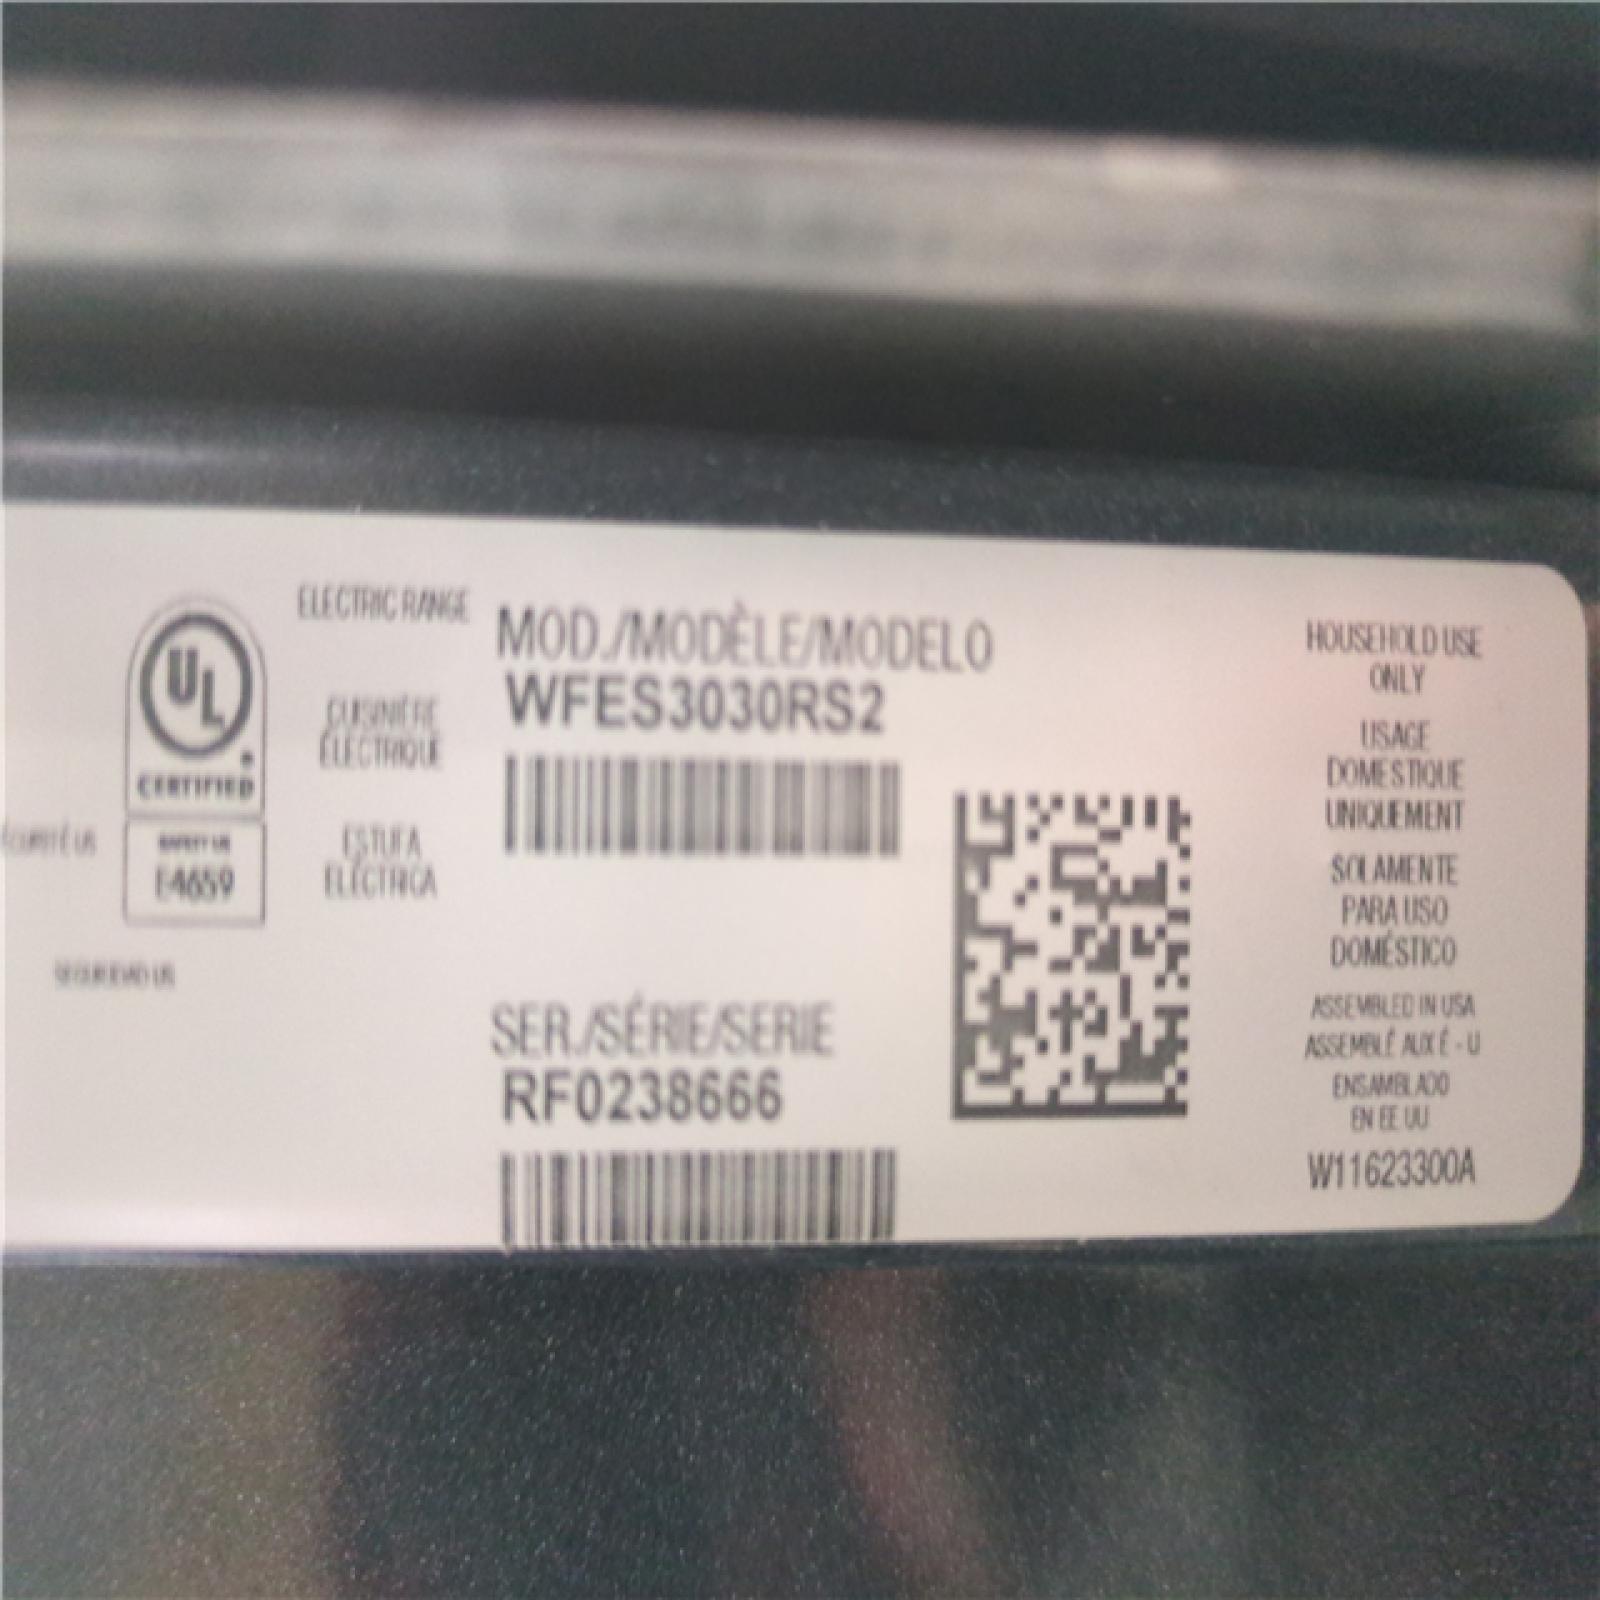 UL
CERTIFIED
SAFETY US
E4659
SEGURIDAD US
ELECTRIC RANGE
CUISINIÈRE
ÉLECTRIQUE
ESTUFA
ELÉCTRICA
MOD./MODÈLE/MODELO
WFES3030RS2
SER./SÉRIE/SERIE
RF0238666
HOUSEHOLD USE
ONLY
USAGE
DOMESTIQUE
UNIQUEMENT
SOLAMENTE
PARA USO
DOMÉSTICO
ASSEMBLED IN USA
ASSEMBLÉ AUX É - U
ENSAMBLADO
EN EE UU
W11623300A